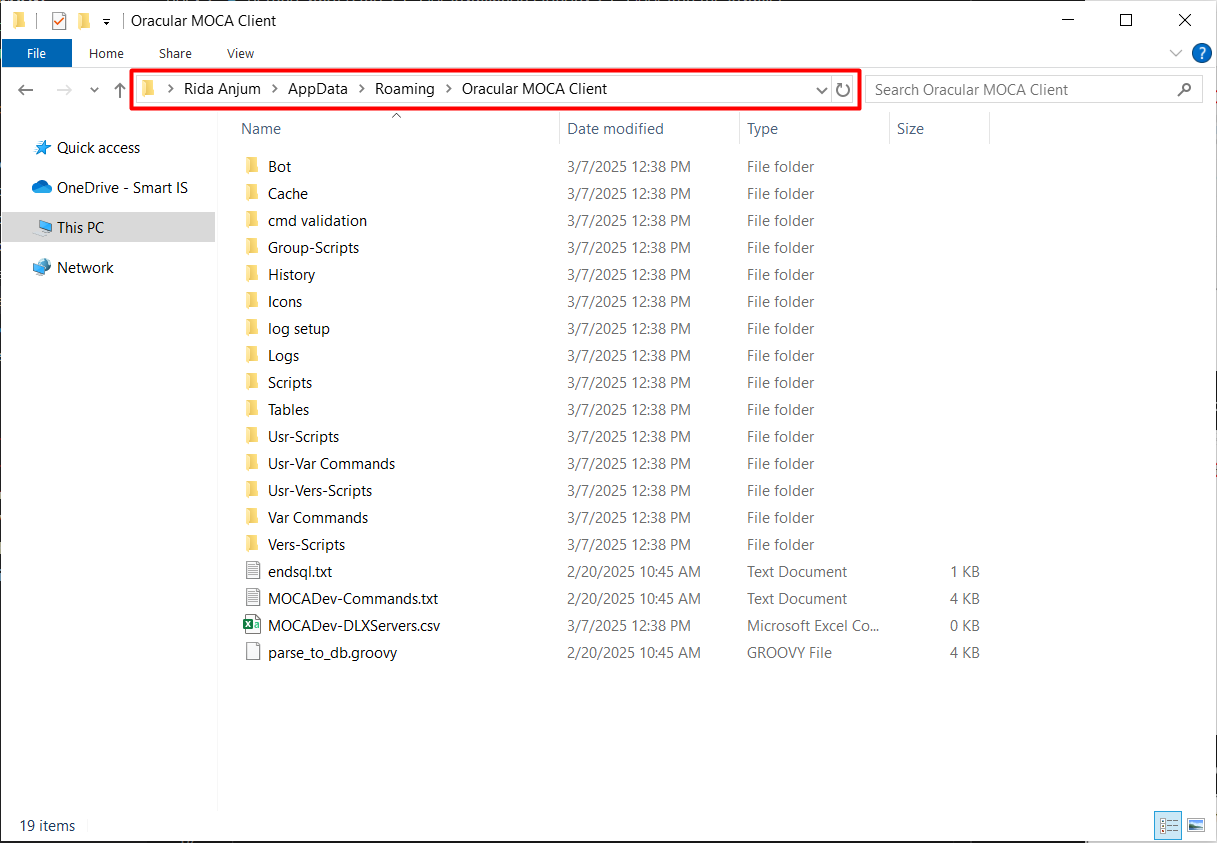 Oracular MOCA Client
File Home Share View
Rida Anjum AppData Roaming Oracular MOCA Client Search Oracular MOCA Client
Name Date modified Type Size
Quick access
OneDrive - Smart IS
This PC
Network
Bot 3/7/2025 12:38 PM File folder
Cache 3/7/2025 12:38 PM File folder
cmd validation 3/7/2025 12:38 PM File folder
Group-Scripts 3/7/2025 12:38 PM File folder
History 3/7/2025 12:38 PM File folder
Icons 3/7/2025 12:38 PM File folder
log setup 3/7/2025 12:38 PM File folder
Logs 3/7/2025 12:38 PM File folder
Scripts 3/7/2025 12:38 PM File folder
Tables 3/7/2025 12:38 PM File folder
Usr-Scripts 3/7/2025 12:38 PM File folder
Usr-Var Commands 3/7/2025 12:38 PM File folder
Usr-Vers-Scripts 3/7/2025 12:38 PM File folder
Var Commands 3/7/2025 12:38 PM File folder
Vers-Scripts 3/7/2025 12:38 PM File folder
endsql.txt 2/20/2025 10:45 AM Text Document 1 KB
MOCADev-Commands.txt 2/20/2025 10:45 AM Text Document 4 KB
MOCADev-DLXServers.csv 3/7/2025 12:38 PM Microsoft Excel Co... 0 KB
parse_to_db.groovy 2/20/2025 10:45 AM GROOVY File 4 KB
19 items